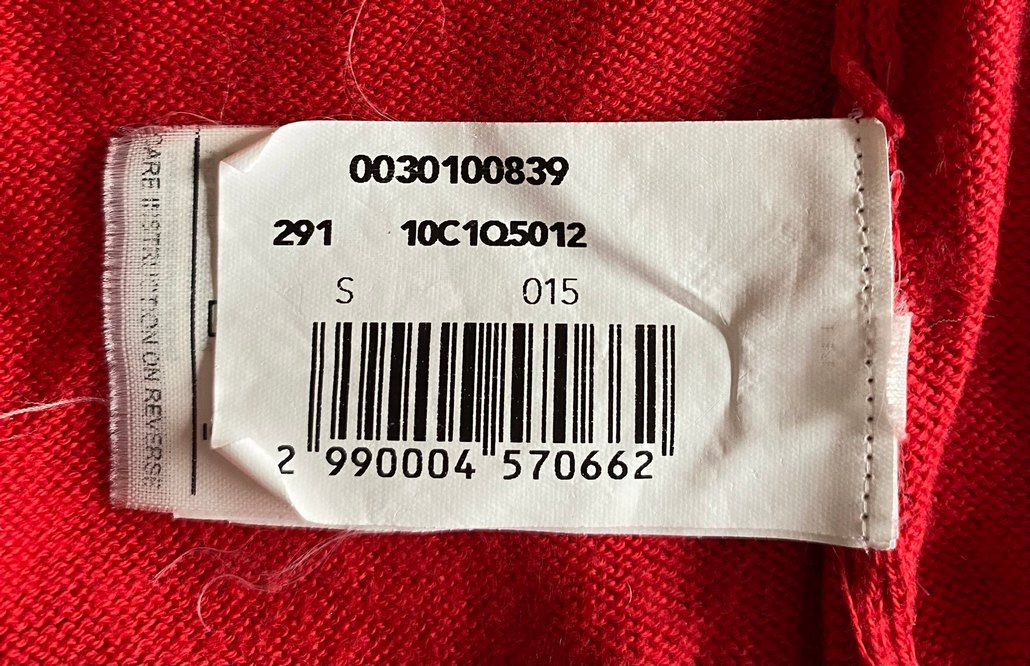 0030100839
291 10C1Q5012
S 015
2 990004 570662
CARE INSTRUCTION ON REVERSE